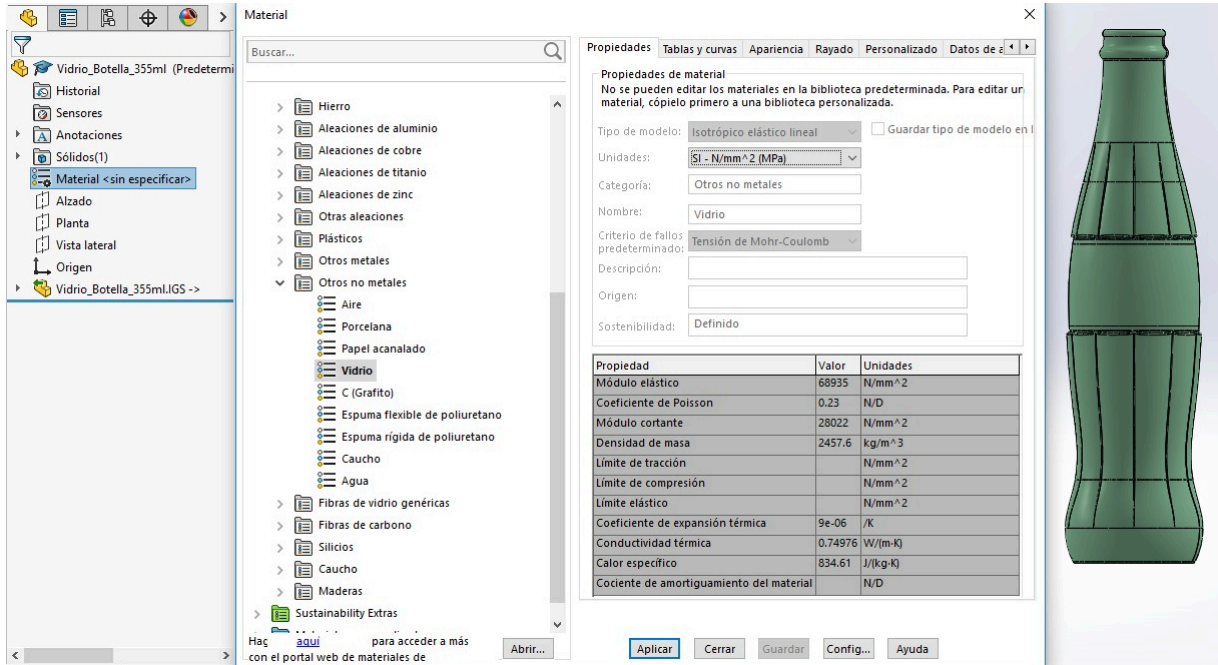 Vidrio_Botella_355ml (Predetermi
Historial
Sensores
Anotaciones
Sólidos(1)
Material <sin especificar>
Alzado
Planta
Vista lateral
Origen
Vidrio_Botella_355ml.IGS ->
Material
Buscar...
Hierro
Aleaciones de aluminio
Aleaciones de cobre
Aleaciones de titanio
Aleaciones de zinc
Otras aleaciones
Plásticos
Otros metales
Otros no metales
Aire
Porcelana
Papel acanalado
Vidrio
C (Grafito)
Espuma flexible de poliuretano
Espuma rígida de poliuretano
Caucho
Agua
Fibras de vidrio genéricas
Fibras de carbono
Silicios
Caucho
Maderas
Sustainability Extras
Haç aquí para acceder a más
con el portal web de materiales de
Abrir...
Propiedades Tablas y curvas Apariencia Rayado Personalizado Datos de a
Propiedades de material
No se pueden editar los materiales en la biblioteca predeterminada. Para editar un
material, cópielo primero a una biblioteca personalizada.
Tipo de modelo: Isotrópico elástico lineal Guardar tipo de modelo en l
Unidades: SI - N/mm^2 (MPa)
Categoría: Otros no metales
Nombre: Vidrio
Criterio de fallos
predeterminado: Tensión de Mohr-Coulomb
Descripción:
Origen:
Sostenibilidad: Definido
Propiedad Valor Unidades
Módulo elástico 68935 N/mm^2
Coeficiente de Poisson 0.23 N/D
Módulo cortante 28022 N/mm^2
Densidad de masa 2457.6 kg/m^3
Límite de tracción N/mm^2
Límite de compresión N/mm^2
Límite elástico N/mm^2
Coeficiente de expansión térmica 9e-06 /K
Conductividad térmica 0.74976 W/(m·K)
Calor específico 834.61 J/(kg·K)
Cociente de amortiguamiento del material N/D
Aplicar Cerrar Guardar Config... Ayuda